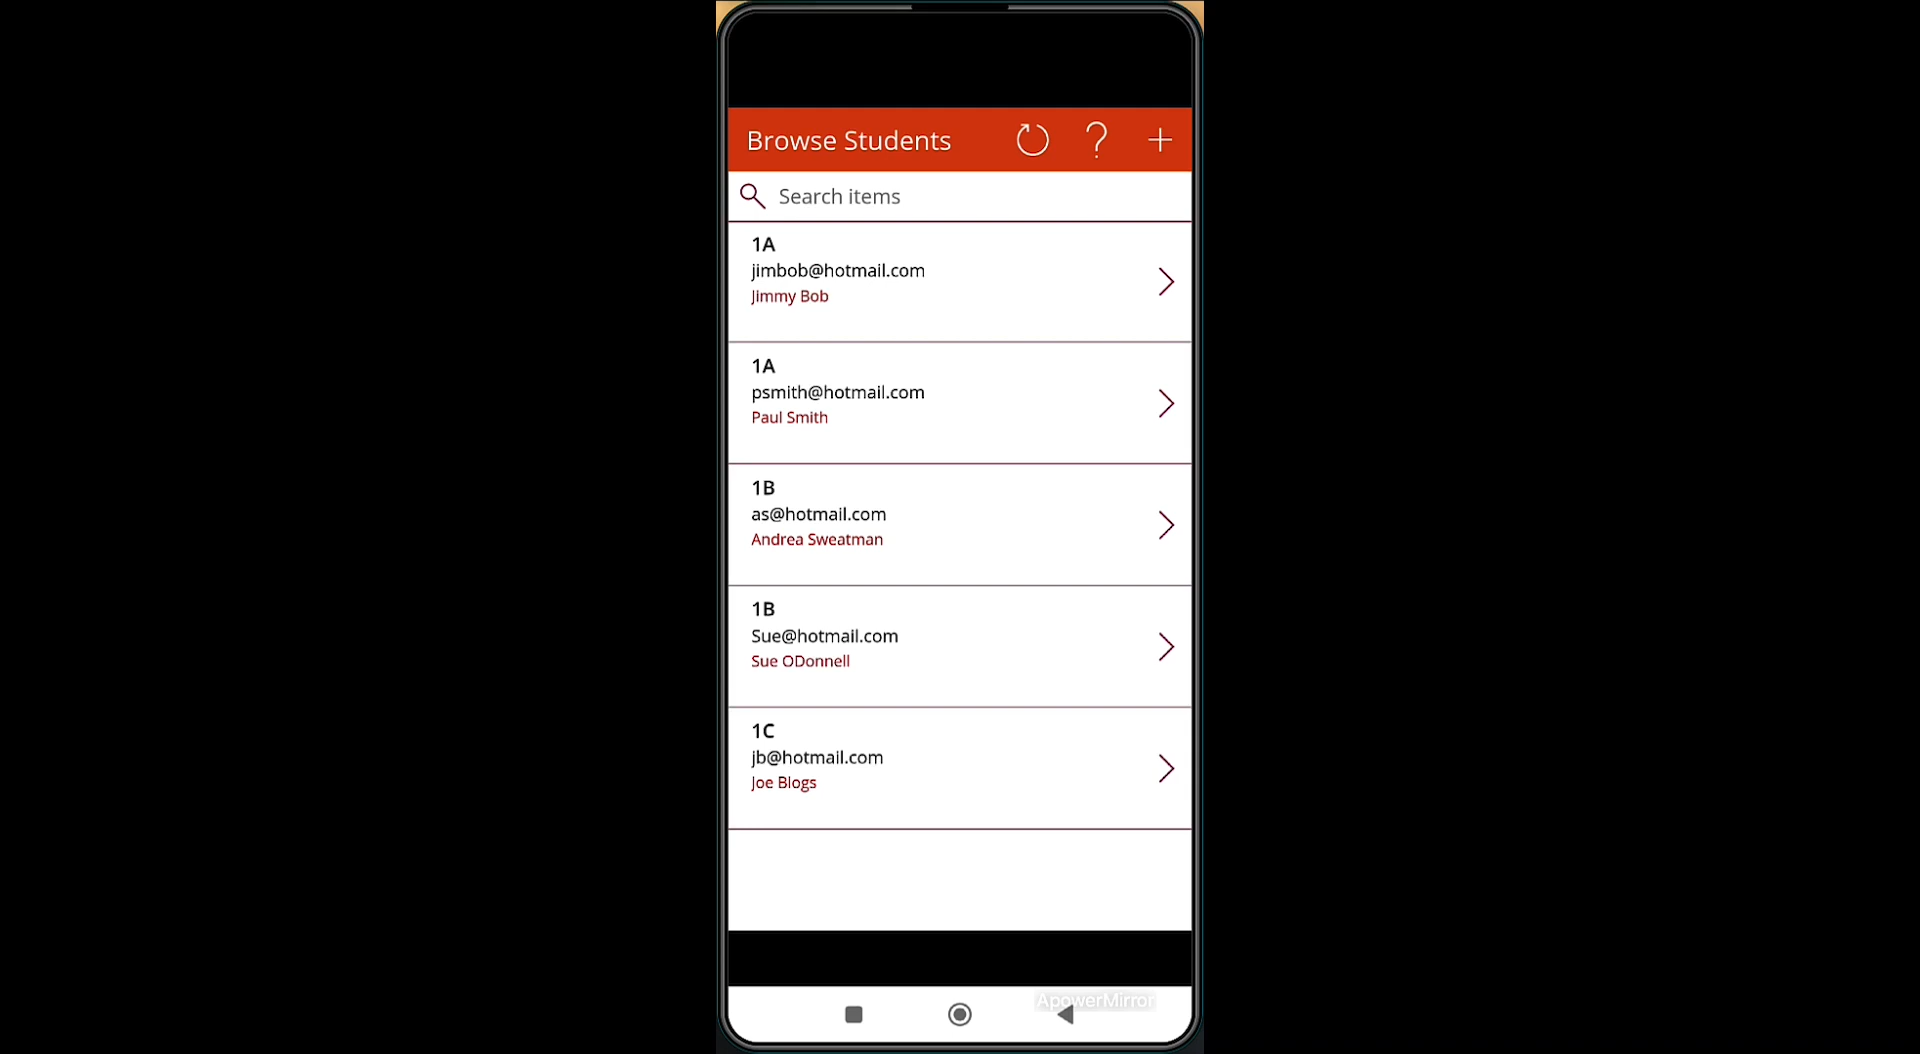 Browse Students
Search items
1A
jimbob@hotmail.com
Jimmy Bob
1A
psmith@hotmail.com
Paul Smith
1B
as@hotmail.com
Andrea Sweatman
1B
Sue@hotmail.com
Sue ODonnell
1C
jb@hotmail.com
Joe Blogs
ApowerMirror